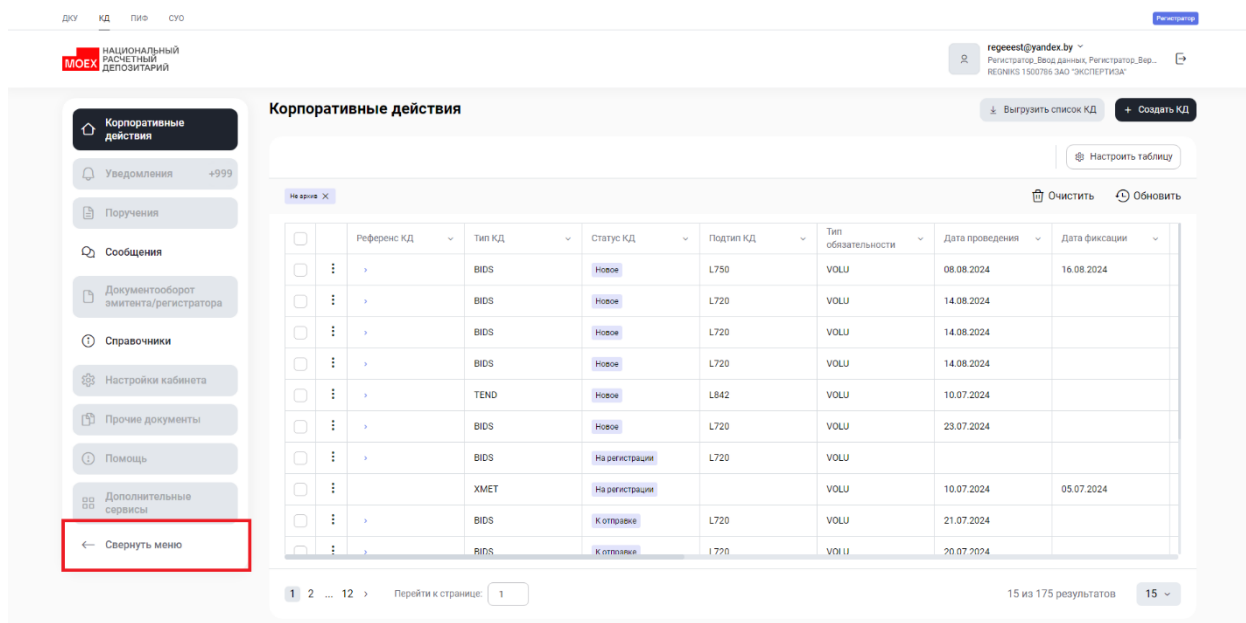 ДКУ КД ПИФ СУО
Регистратор
MOEX НАЦИОНАЛЬНЫЙ
РАСЧЕТНЫЙ
ДЕПОЗИТАРИЙ
regeeest@yandex.by
Регистратор_Ввод данных, Регистратор_Вер...
REGNIKS 1500786 ЗАО "ЭКСПЕРТИЗА"
Корпоративные
действия
Уведомления +999
Поручения
Сообщения
Документооборот
эмитента/регистратора
Справочники
Настройки кабинета
Прочие документы
Помощь
Дополнительные
сервисы
Свернуть меню
Корпоративные действия
Выгрузить список КД
+ Создать КД
Настроить таблицу
Не архив
Очистить Обновить
Референс КД Тип КД Статус КД Подтип КД Тип обязательности Дата проведения Дата фиксации
BIDS Новое L750 VOLU 08.08.2024 16.08.2024
BIDS Новое L720 VOLU 14.08.2024
BIDS Новое L720 VOLU 14.08.2024
BIDS Новое L720 VOLU 14.08.2024
TEND Новое L842 VOLU 10.07.2024
BIDS Новое L720 VOLU 23.07.2024
BIDS На регистрации L720 VOLU
XMET На регистрации VOLU 10.07.2024 05.07.2024
BIDS К отправке L720 VOLU 21.07.2024
BIDS К отправке L720 VOLU 20.07.2024
1 2 ... 12 Перейти к странице: 1
15 из 175 результатов 15